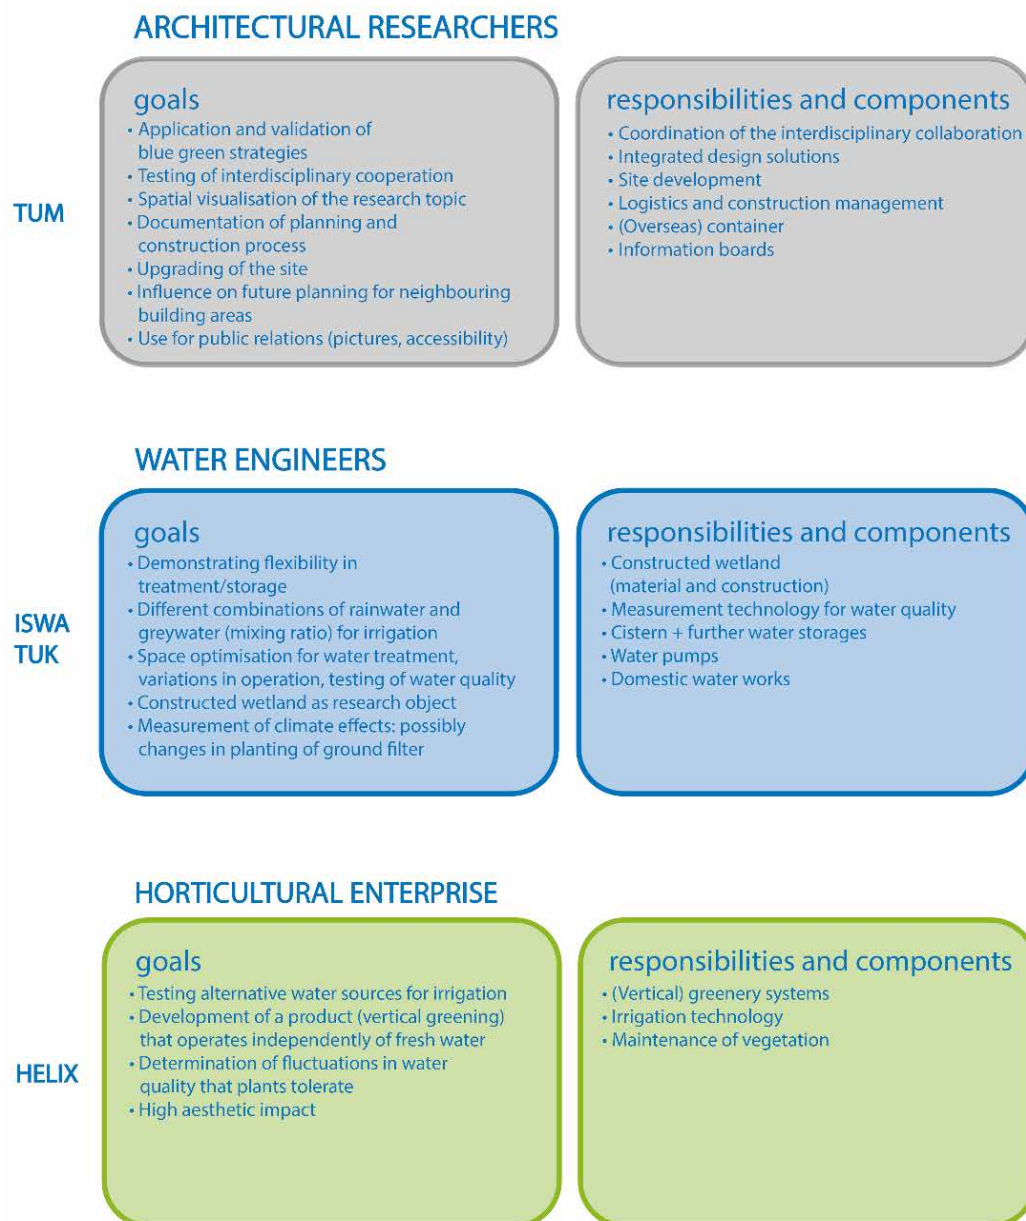 ARCHITECTURAL RESEARCHERS
TUM
goals
• Application and validation of
blue green strategies
• Testing of interdisciplinary cooperation
• Spatial visualisation of the research topic
• Documentation of planning and
construction process
• Upgrading of the site
• Influence on future planning for neighbouring
building areas
• Use for public relations (pictures, accessibility)
responsibilities and components
• Coordination of the interdisciplinary collaboration
• Integrated design solutions
• Site development
• Logistics and construction management
• (Overseas) container
• Information boards
WATER ENGINEERS
ISWA
TUK
goals
• Demonstrating flexibility in
treatment/storage
• Different combinations of rainwater and
greywater (mixing ratio) for irrigation
• Space optimisation for water treatment,
variations in operation, testing of water quality
• Constructed wetland as research object
• Measurement of climate effects: possibly
changes in planting of ground filter
responsibilities and components
• Constructed wetland
(material and construction)
• Measurement technology for water quality
• Cistern + further water storages
• Water pumps
• Domestic water works
HORTICULTURAL ENTERPRISE
HELIX
goals
• Testing alternative water sources for irrigation
• Development of a product (vertical greening)
that operates independently of fresh water
• Determination of fluctuations in water
quality that plants tolerate
• High aesthetic impact
responsibilities and components
• (Vertical) greenery systems
• Irrigation technology
• Maintenance of vegetation